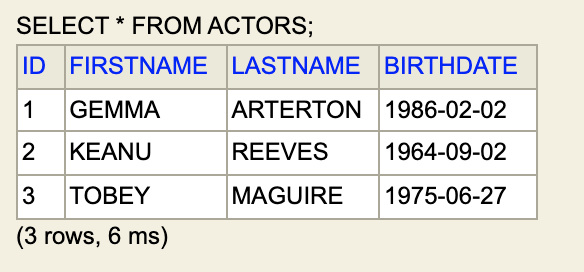 SELECT * FROM ACTORS;
ID FIRSTNAME LASTNAME BIRTHDATE
1 GEMMA ARTERTON 1986-02-02
2 KEANU REEVES 1964-09-02
3 TOBEY MAGUIRE 1975-06-27
(3 rows, 6 ms)